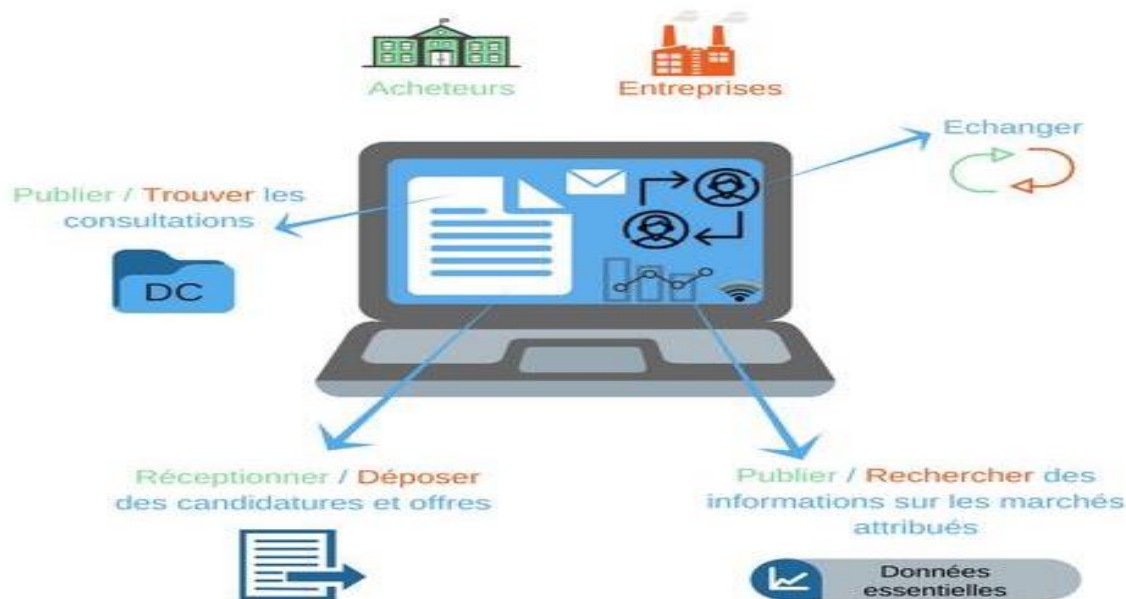 Acheteurs
Entreprises
Echanger
Publier / Trouver les
consultations
DC
Réceptionner / Déposer
des candidatures et offres
Publier / Rechercher des
informations sur les marchés
attribués
Données
essentielles